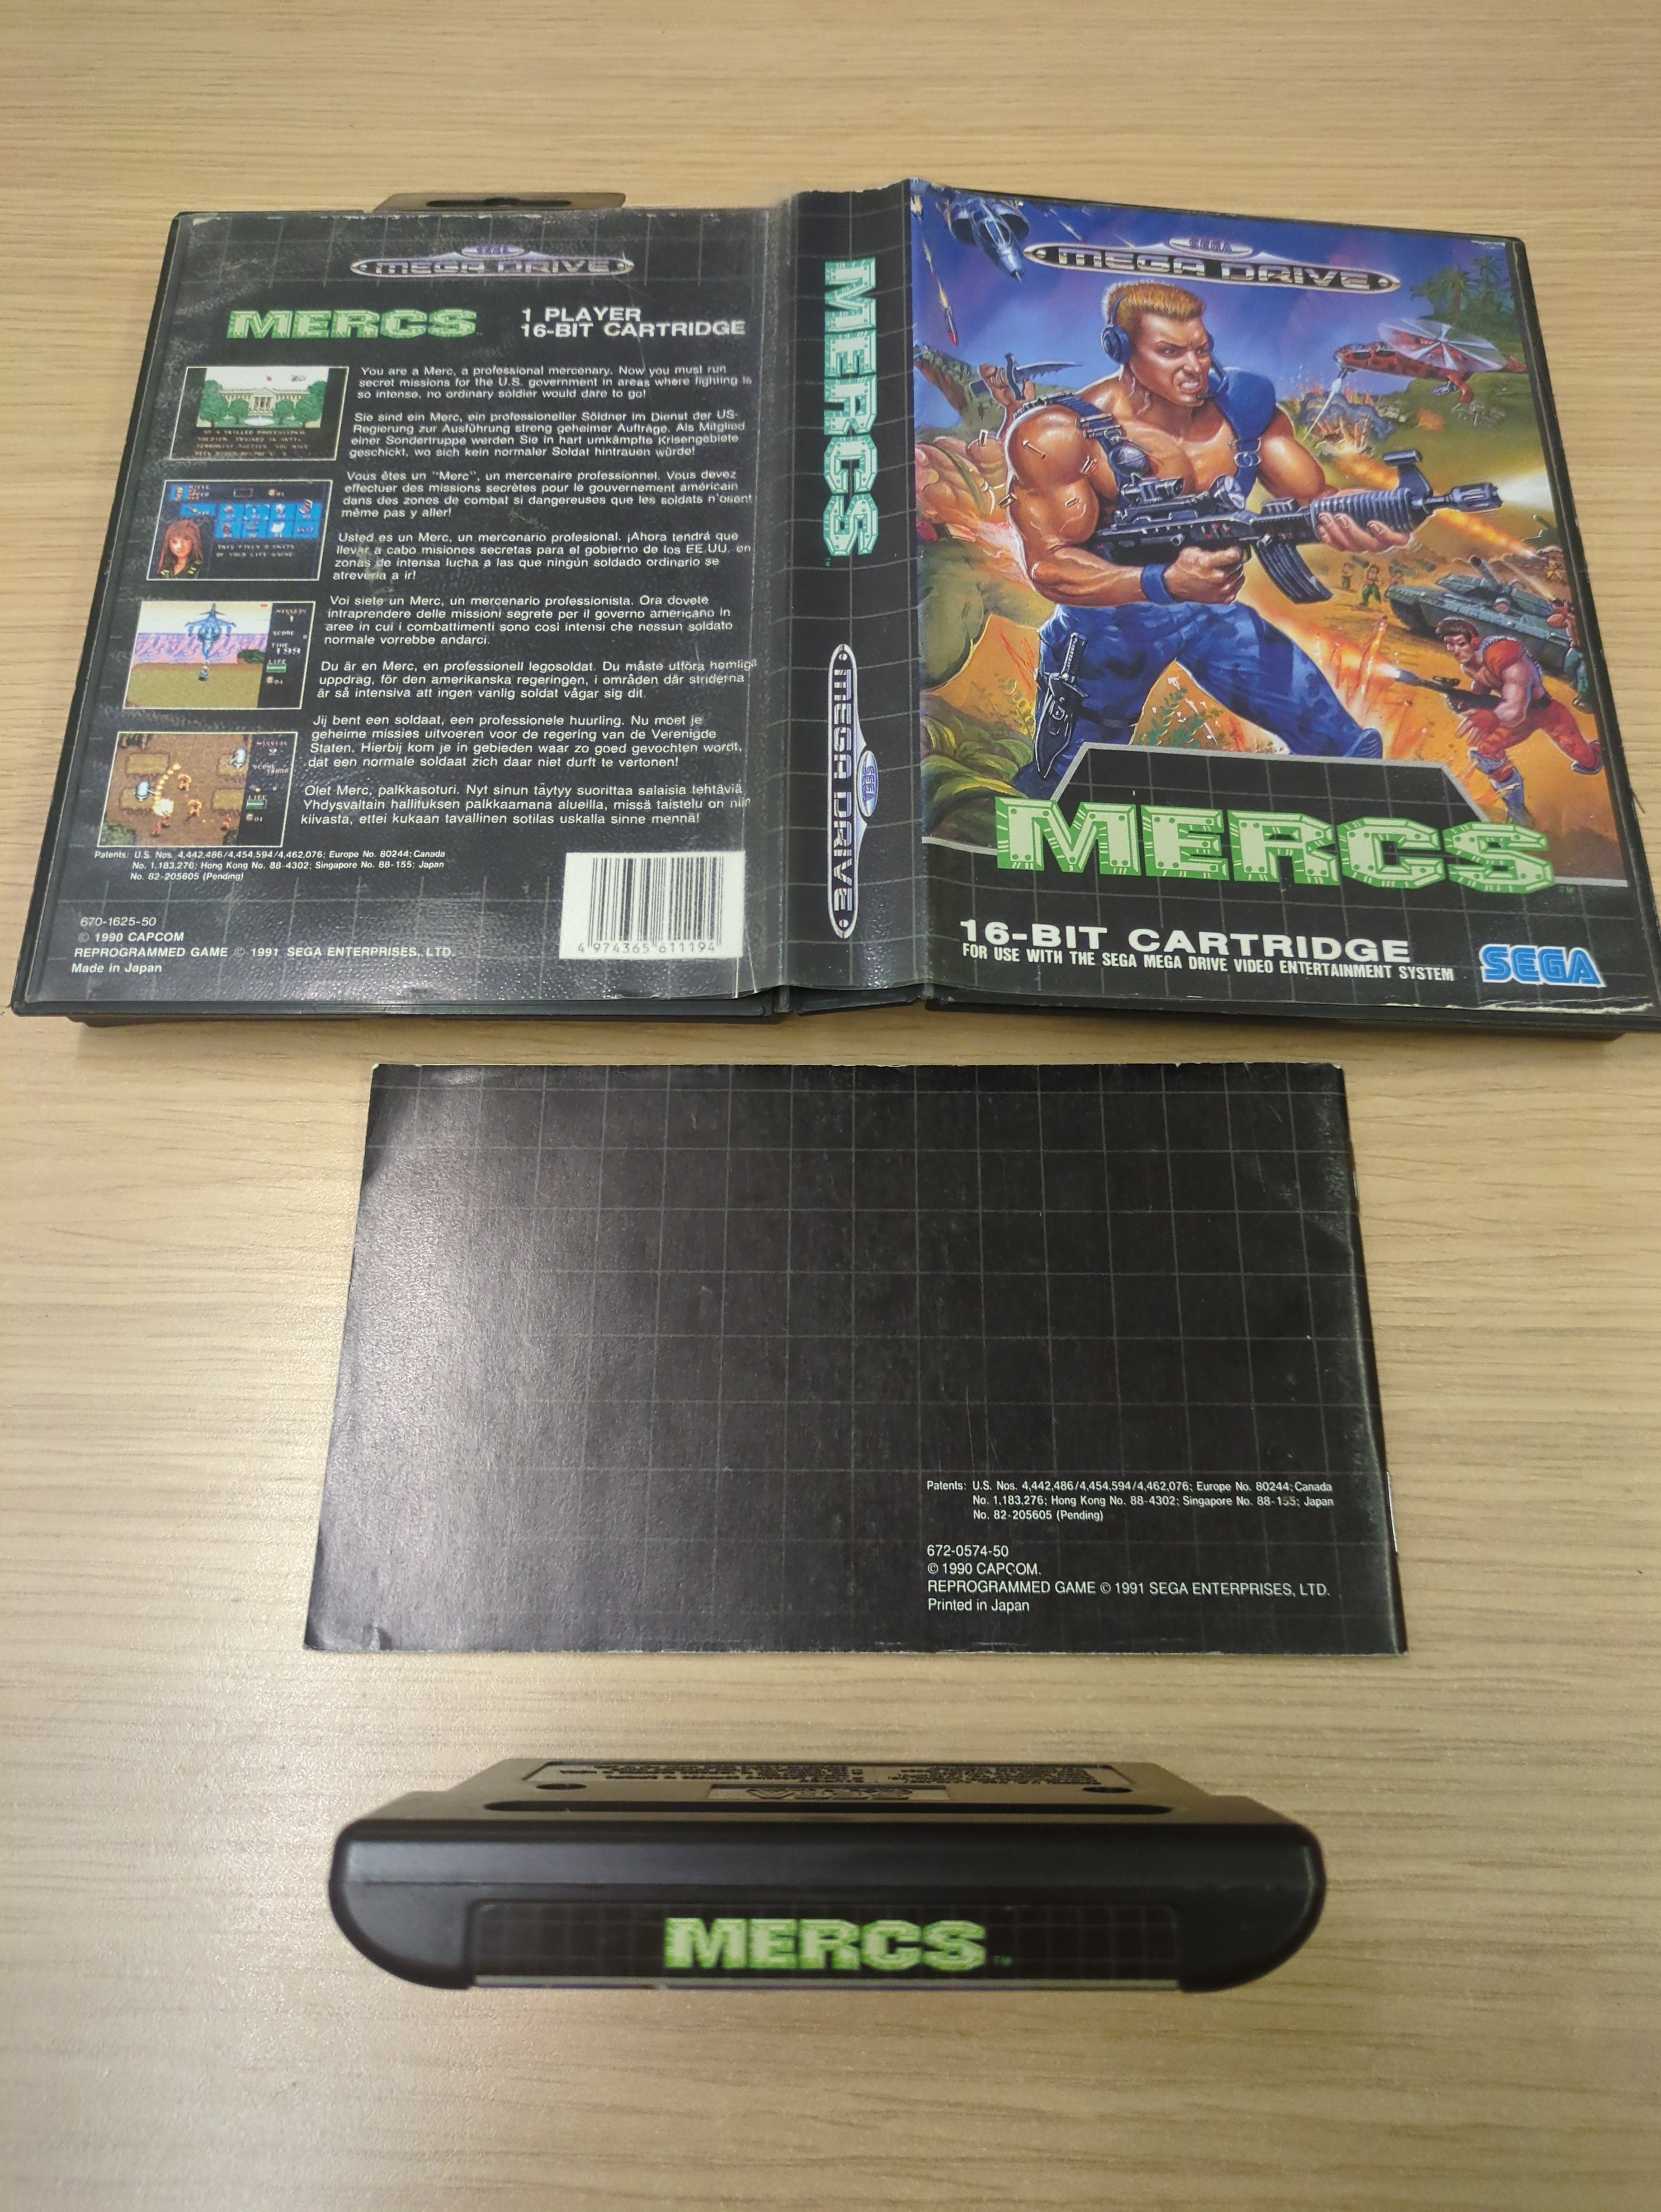 SEGA
MEGA DRIVE
MERCS
1 PLAYER
16-BIT CARTRIDGE
You are a Merc, a professional mercenary. Now you must run
secret missions for the U.S. government in areas where fighting is
so intense, no ordinary soldier would dare to go!
Sie sind ein Merc, ein professioneller Söldner im Dienst der US-
Regierung zur Ausführung streng geheimer Aufträge. Als Mitglied
einer Sondertruppe werden Sie in hart umkämpfte Krisengebiete
geschickt, wo sich kein normaler Soldat hintrauen würde!
Vous êtes un "Merc", un mercenaire professionnel. Vous devez
effectuer des missions secrètes pour le gouvernement américain
dans des zones de combat si dangereuses que les soldats n'osent
même pas y aller!
Usted es un Merc, un mercenario profesional. ¡Ahora tendrá que
llevar a cabo misiones secretas para el gobierno de los EE.UU. en
zonas de intensa lucha a las que ningún soldado ordinario se
atrevería a ir!
Voi siete un Merc, un mercenario professionista. Ora dovete
intraprendere delle missioni segrete per il governo americano in
aree in cui i combattimenti sono così intensi che nessun soldato
normale vorrebbe andarci.
Du är en Merc, en professionell legosoldat. Du måste utföra hemliga
uppdrag, för den amerikanska regeringen, i områden där striderna
är så intensiva att ingen vanlig soldat vågar sig dit.
Jij bent een soldaat, een professionele huurling. Nu moet je
geheime missies uitvoeren voor de regering van de Verenigde
Staten. Hierbij kom je in gebieden waar zo goed gevochten wordt,
dat een normale soldaat zich daar niet durft te vertonen!
Olet Merc, palkkasoturi. Nyt sinun täytyy suorittaa salaisia tehtäviä
Yhdysvaltain hallituksen palkkaamana alueilla, missä taistelu on niin
kiivasta, ettei kukaan tavallinen sotilas uskalla sinne mennä!
Patents: U.S. Nos. 4,442,486/4,454,594/4,462,076; Europe No. 80244; Canada
No. 1,183,276; Hong Kong No. 88-4302; Singapore No. 88-155; Japan
No. 82-205605 (Pending)
670-1625-50
© 1990 CAPCOM
REPROGRAMMED GAME © 1991 SEGA ENTERPRISES, LTD.
Made in Japan
4 974365 611194
MERCS
SEGA
MEGA DRIVE
SEGA
MEGA DRIVE
MERCS
TM
16-BIT CARTRIDGE
FOR USE WITH THE SEGA MEGA DRIVE VIDEO ENTERTAINMENT SYSTEM
SEGA
Patents: U.S. Nos. 4,442,486/4,454,594/4,462,076; Europe No. 80244; Canada
No. 1,183,276; Hong Kong No. 88-4302; Singapore No. 88-155; Japan
No. 82-205605 (Pending)
672-0574-50
© 1990 CAPCOM.
REPROGRAMMED GAME © 1991 SEGA ENTERPRISES, LTD.
Printed in Japan
SEGA
MERCS
TM